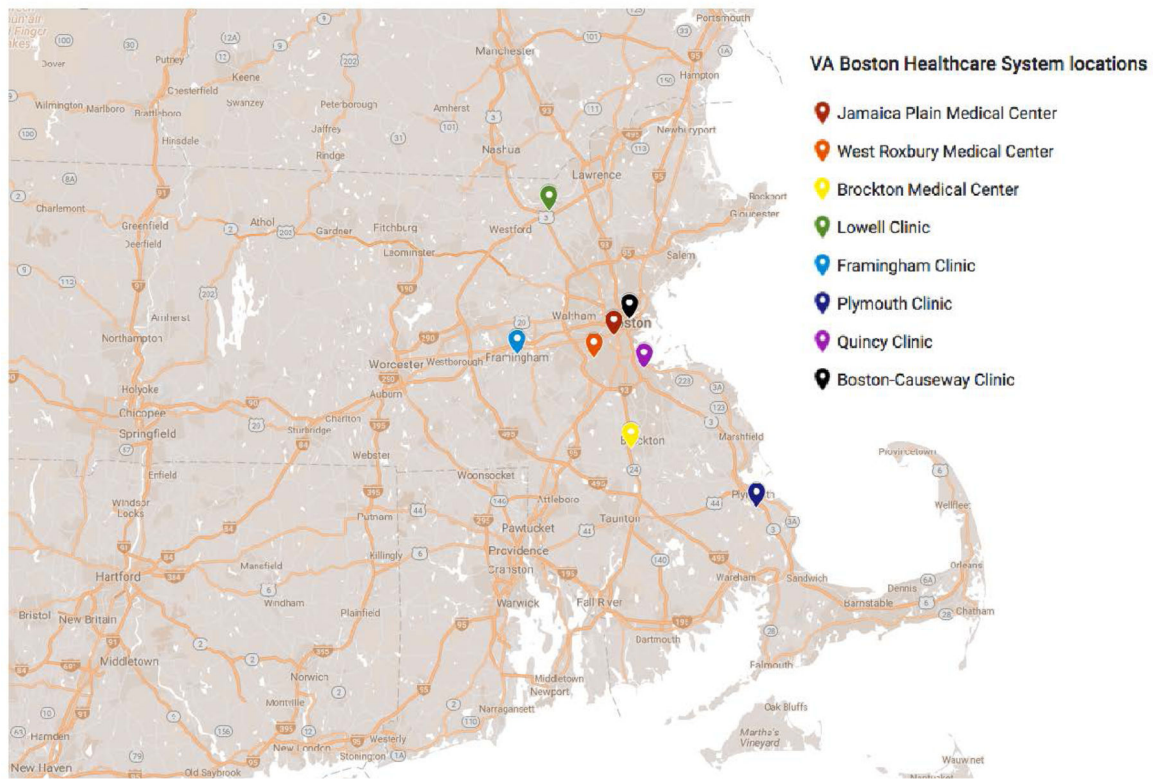 VA Boston Healthcare System locations
Jamaica Plain Medical Center
West Roxbury Medical Center
Brockton Medical Center
Lowell Clinic
Framingham Clinic
Plymouth Clinic
Quincy Clinic
Boston-Causeway Clinic
Portsmouth
Manchester
Dover
Putney
Keene
Chesterfield
Swanzey
Hampton
Wilmington
Marlboro
Brattleboro
Peterborough
Amherst
Jaffrey
Hinsdale
Rindge
Nashua
Newburyport
Lawrence
Rockport
Gloucester
Charlemont
Greenfield
Deerfield
Athol
Gardner
Fitchburg
Westford
Leominster
Salem
Amherst
Northampton
Waltham
Framingham
Worcester
Westborough
Auburn
Holyoke
Chicopee
Springfield
Charlton
Sturbridge
Webster
Marshfield
Provincetown
Enfield
Windsor
Locks
Woonsocket
Attleboro
Wellfleet
Putnam
Pawtucket
Taunton
Providence
Cranston
Killingly
Mansfield
Hartford
Windham
Wareham
Sandwich
Orleans
Dennis
Barnstable
Chatham
Bristol
New Britain
Plainfield
Warwick
Fall River
Dartmouth
Middletown
Norwich
Falmouth
Montville
Middletown
Newport
Narragansett
Oak Bluffs
Martha's
Vineyard
Hamden
New London
Westerly
Stonington
Old Saybrook
New Haven
Wauwinet